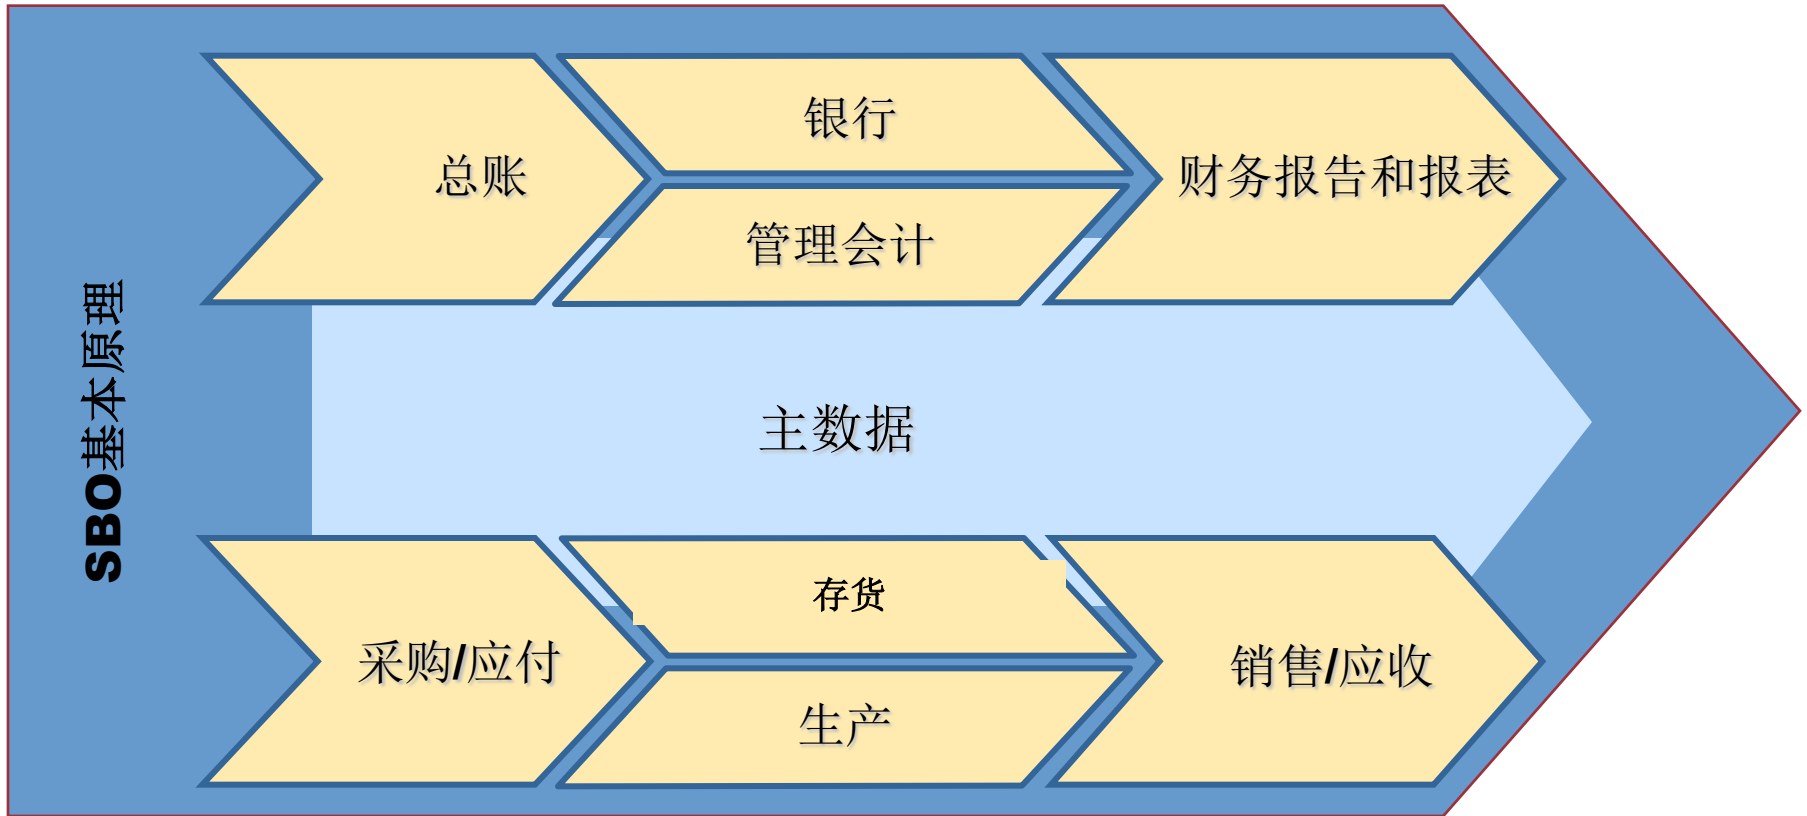 SBO基本原理
总账
银行
管理会计
财务报告和报表
主数据
采购/应付
存货
生产
销售/应收